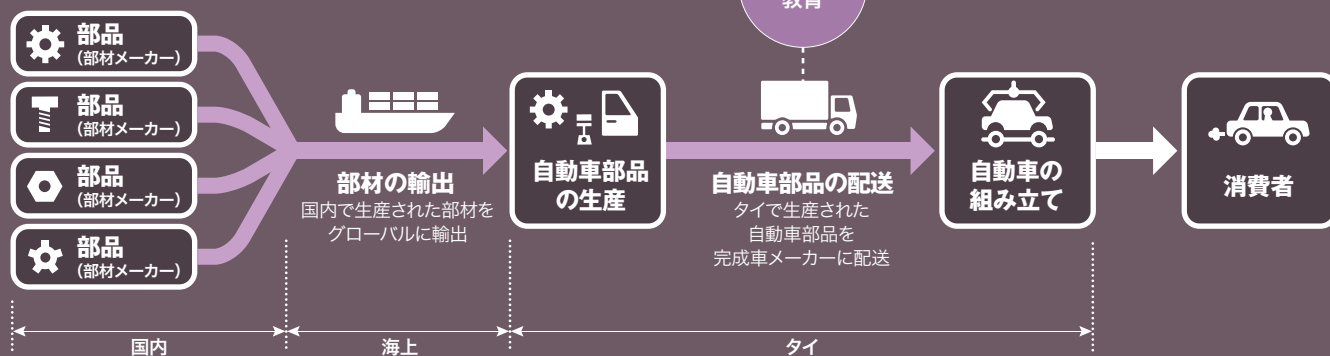 教育
部品
(部材メーカー)
部品
(部材メーカー)
部品
(部材メーカー)
部品
(部材メーカー)
部材の輸出
国内で生産された部材を
グローバルに輸出
自動車部品
の生産
自動車部品の配送
タイで生産された
自動車部品を
完成車メーカーに配送
自動車の
組み立て
消費者
国内
海上
タイ